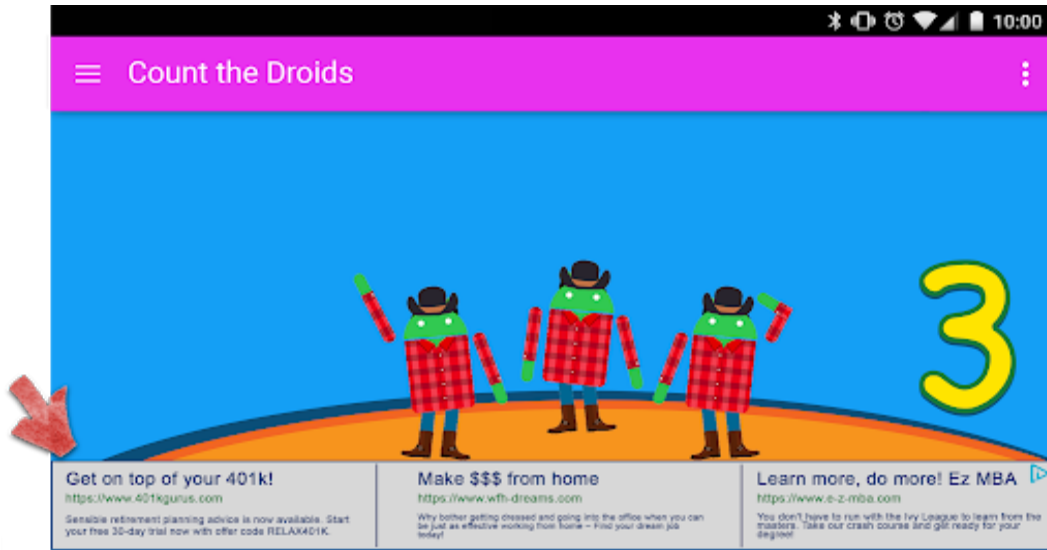 10:00
Count the Droids
3
Get on top of your 401k!
https://www.401kgurus.com
Sensible retirement planning advice is now available. Start
your free 30-day trial now with offer code RELAX401K.
Make $$$ from home
https://www.wfh-dreams.com
Why bother getting dressed and going into the office when you can
be just as effective working from home – Find your dream job
today!
Learn more, do more! Ez MBA
https://www.e-z-mba.com
You don't have to run with the Ivy League to learn from the
masters. Take our crash course and get ready for your
degree!